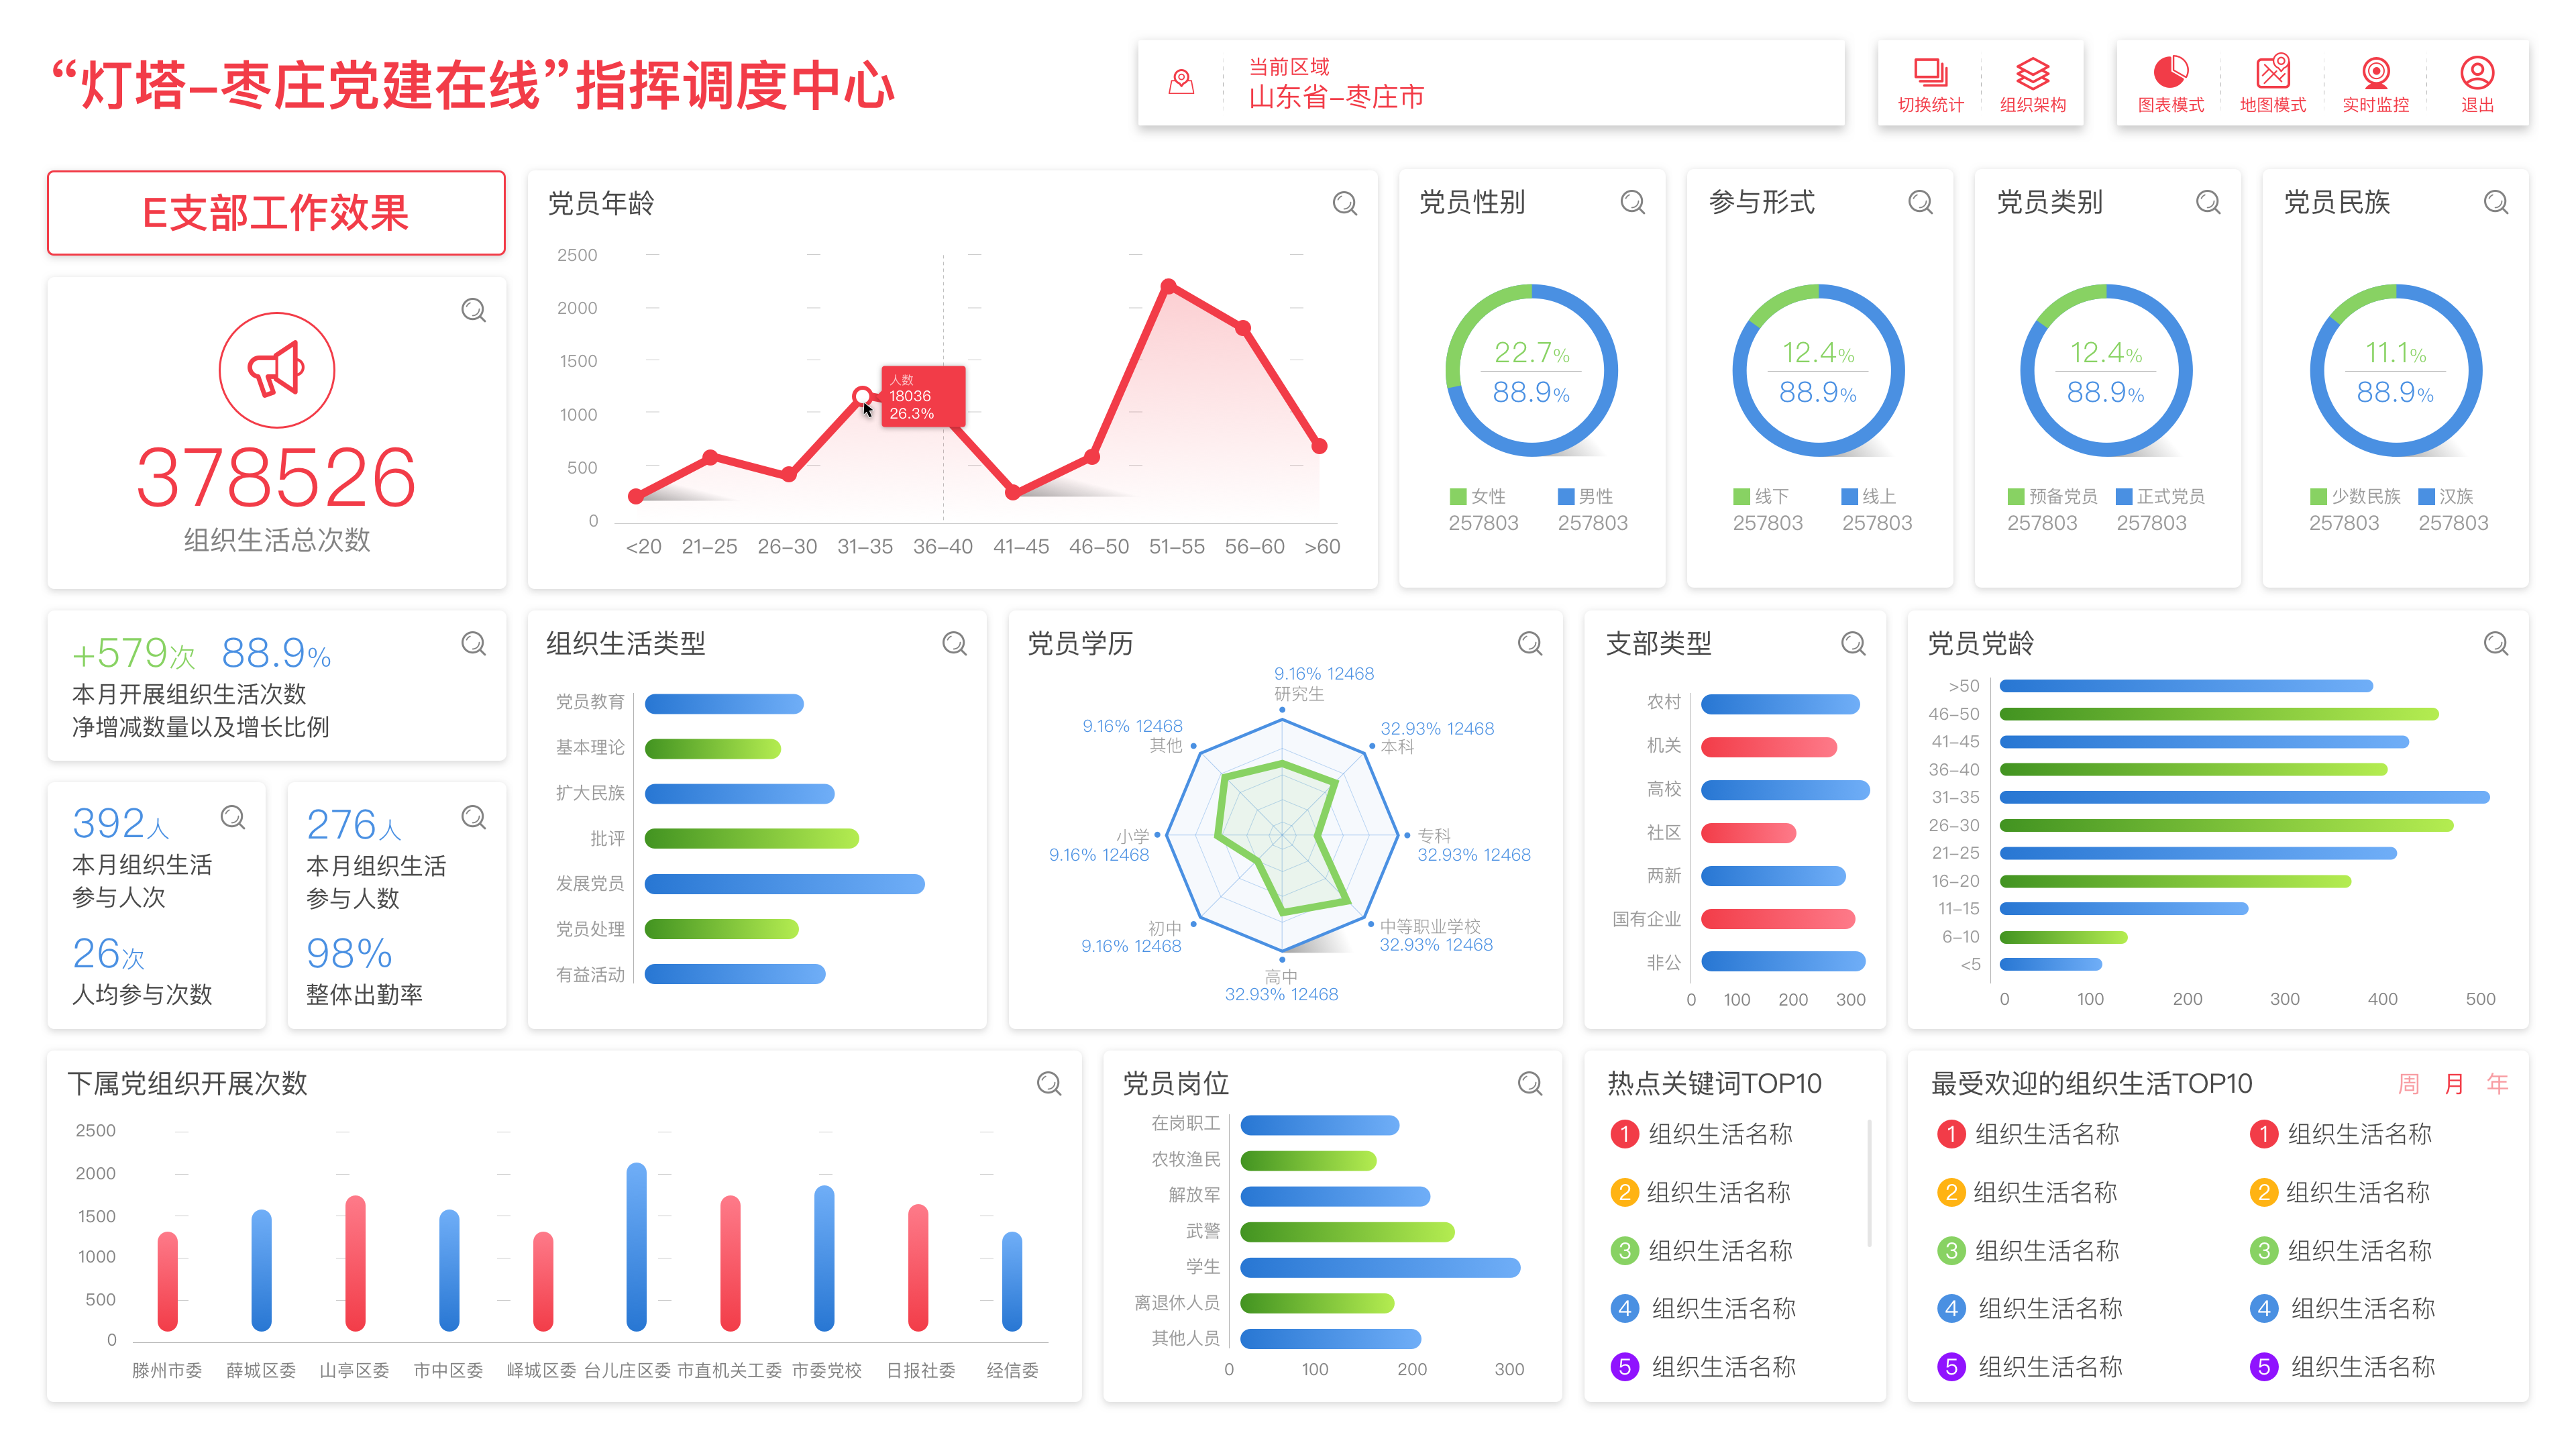 “灯塔–枣庄党建在线”指挥调度中心
当前区域
山东省–枣庄市
切换统计
组织架构
图表模式
地图模式
实时监控
退出
E支部工作效果
378526
组织生活总次数
党员年龄
2500
2000
1500
1000
500
0
人数
18036
26.3%
<20 21–25 26–30 31–35 36–40 41–45 46–50 51–55 56–60 >60
党员性别
22.7%
88.9%
女性 男性
257803 257803
参与形式
12.4%
88.9%
线下 线上
257803 257803
党员类别
12.4%
88.9%
预备党员 正式党员
257803 257803
党员民族
11.1%
88.9%
少数民族 汉族
257803 257803
+579次 88.9%
本月开展组织生活次数
净增减数量以及增长比例
392人
本月组织生活
参与人次
26次
人均参与次数
276人
本月组织生活
参与人数
98%
整体出勤率
组织生活类型
党员教育
基本理论
扩大民族
批评
发展党员
党员处理
有益活动
党员学历
9.16% 12468
研究生
9.16% 12468
其他
32.93% 12468
本科
小学
9.16% 12468
专科
32.93% 12468
初中
9.16% 12468
中等职业学校
32.93% 12468
高中
32.93% 12468
支部类型
农村
机关
高校
社区
两新
国有企业
非公
0 100 200 300
党员党龄
>50
46–50
41–45
36–40
31–35
26–30
21–25
16–20
11–15
6–10
<5
0 100 200 300 400 500
下属党组织开展次数
2500
2000
1500
1000
500
0
滕州市委 薛城区委 山亭区委 市中区委 峄城区委 台儿庄区委 市直机关工委 市委党校 日报社委 经信委
党员岗位
在岗职工
农牧渔民
解放军
武警
学生
离退休人员
其他人员
0 100 200 300
热点关键词TOP10
1 组织生活名称
2 组织生活名称
3 组织生活名称
4 组织生活名称
5 组织生活名称
最受欢迎的组织生活TOP10
周 月 年
1 组织生活名称 1 组织生活名称
2 组织生活名称 2 组织生活名称
3 组织生活名称 3 组织生活名称
4 组织生活名称 4 组织生活名称
5 组织生活名称 5 组织生活名称